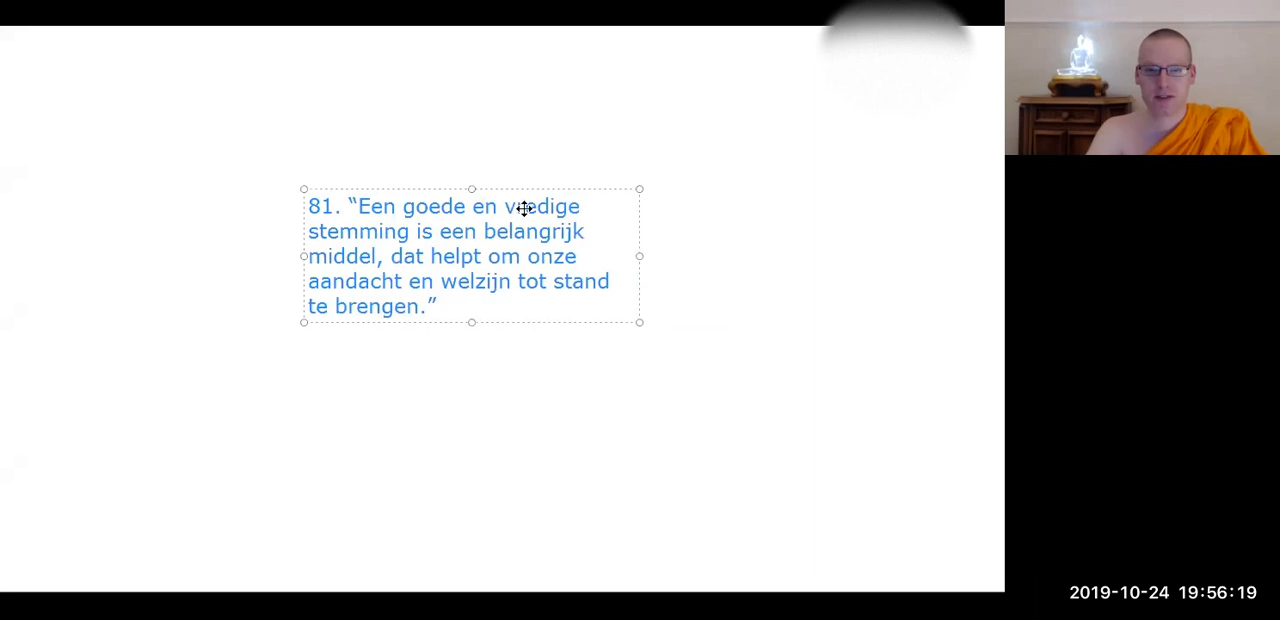 81. “Een goede en vredige
stemming is een belangrijk
middel, dat helpt om onze
aandacht en welzijn tot stand
te brengen.”
2019-10-24 19:56:19